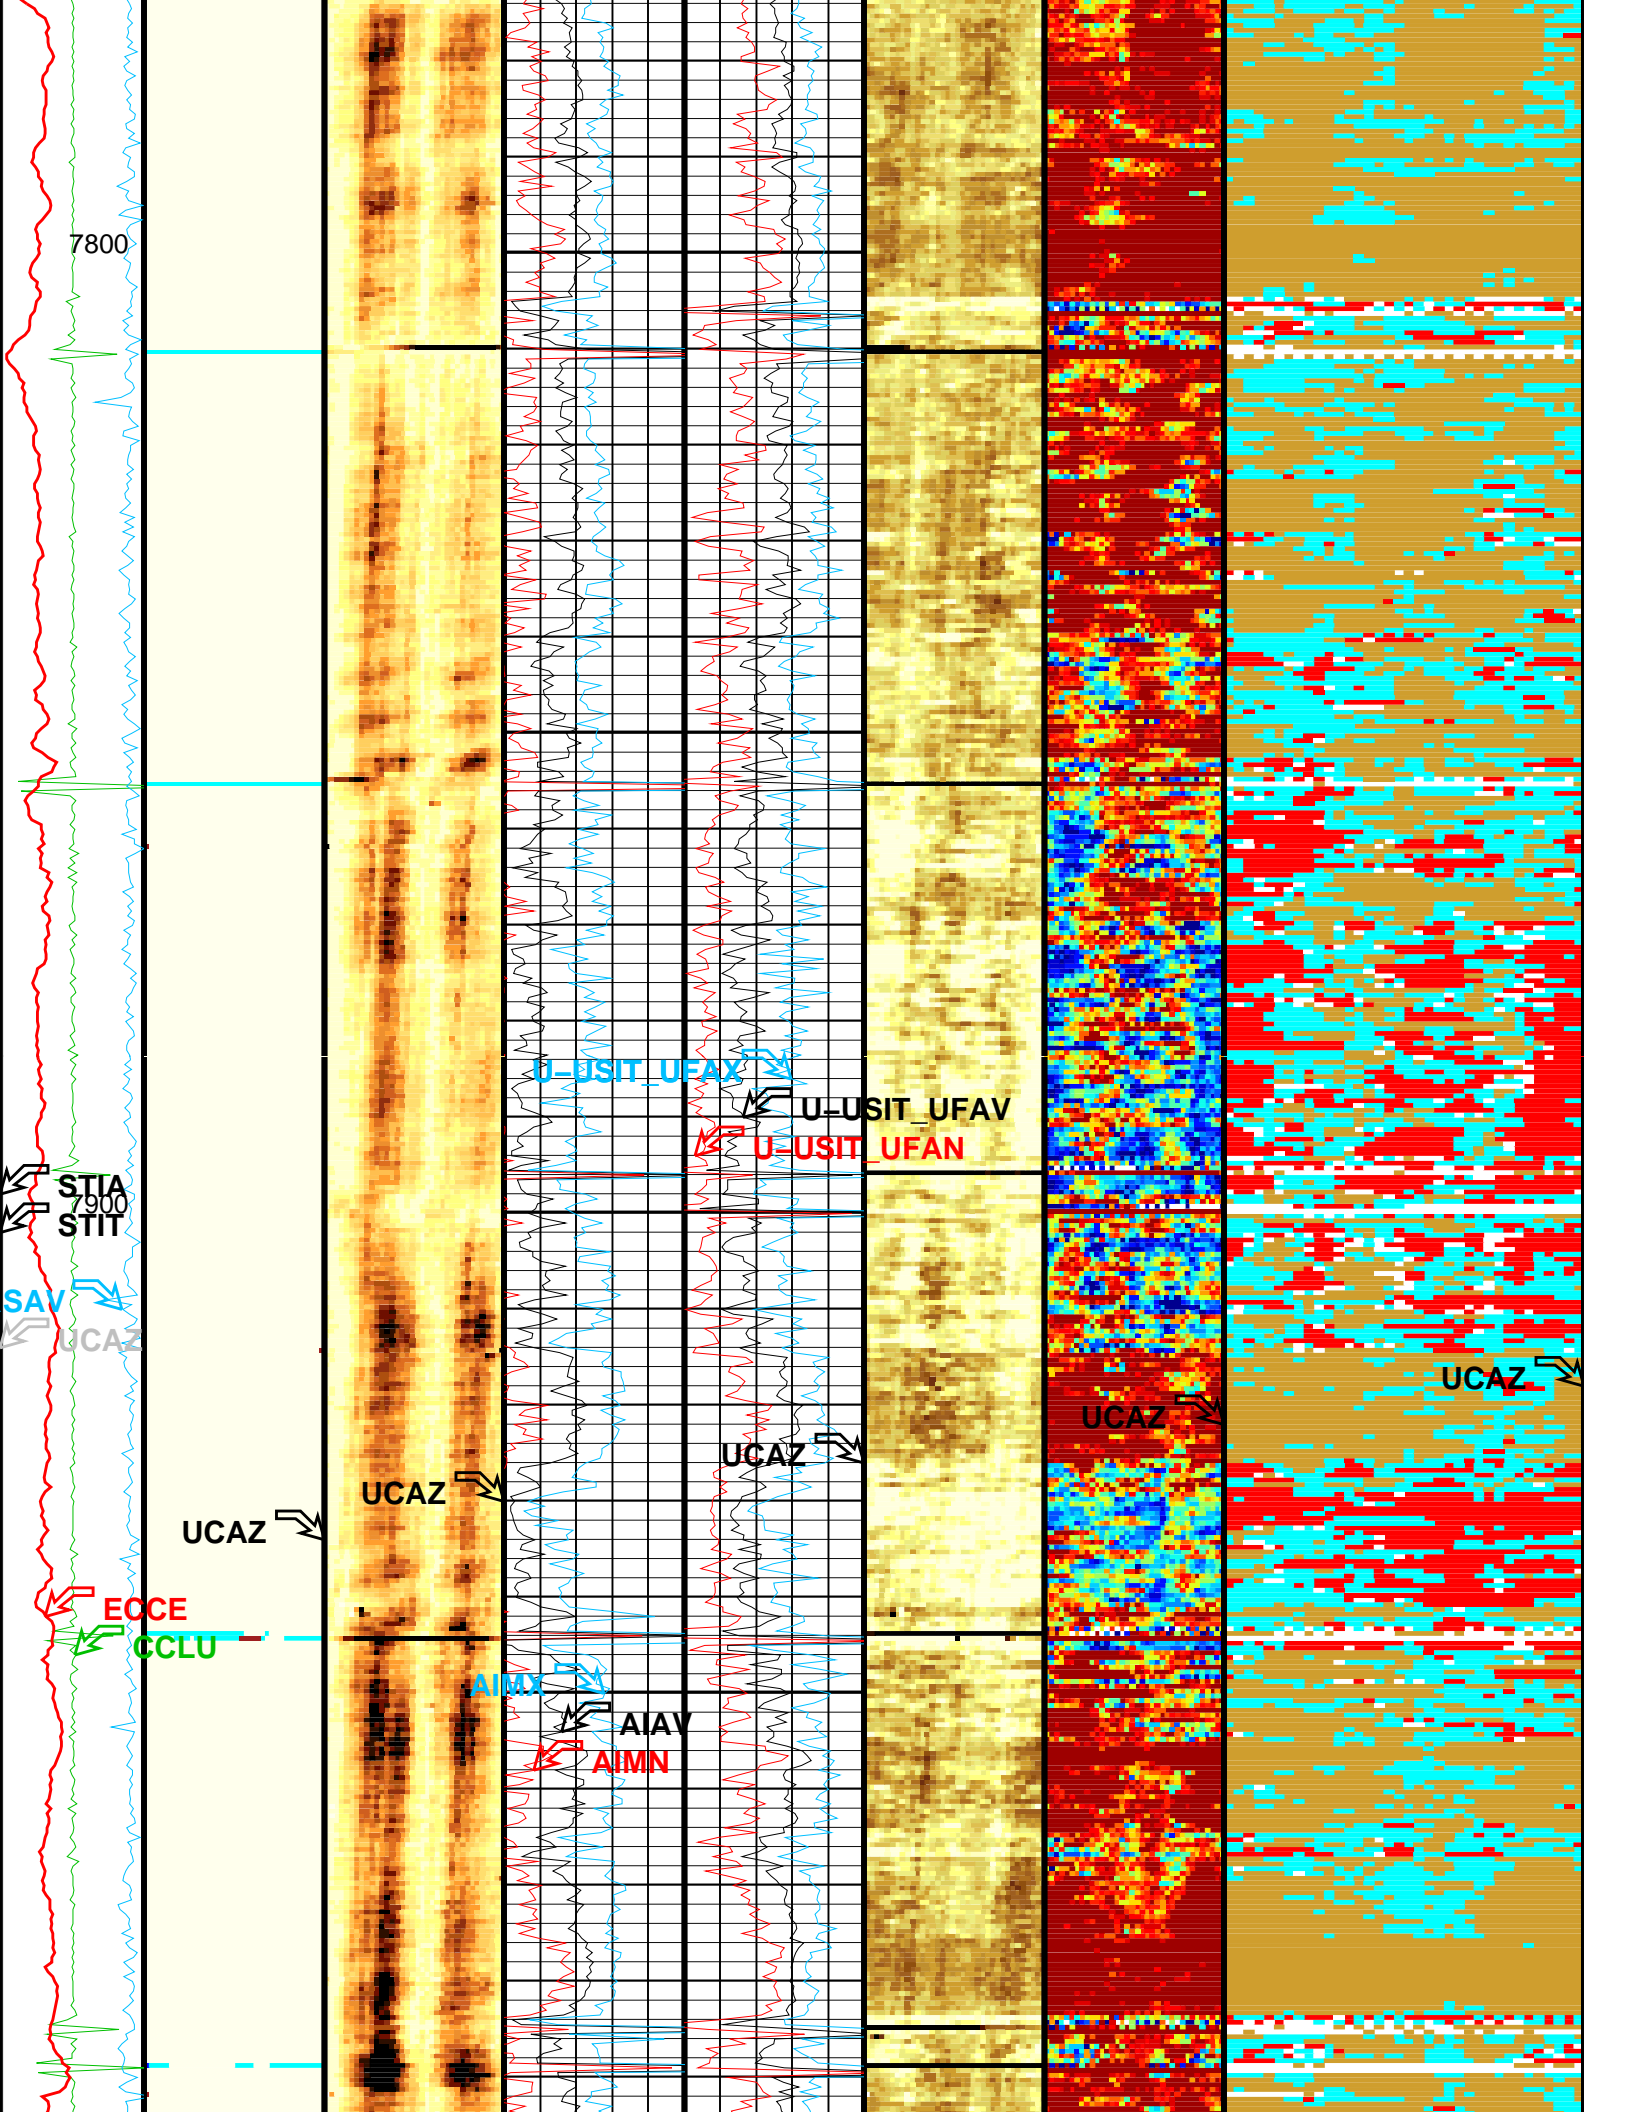 7800
U–USIT_UFAX
U–USIT_UFAV
U–USIT_UFAN
STIA
7900
STIT
SAV
UCAZ
UCAZ
UCAZ
UCAZ
UCAZ
UCAZ
ECCE
CCLU
AIMX
AIAV
AIMN